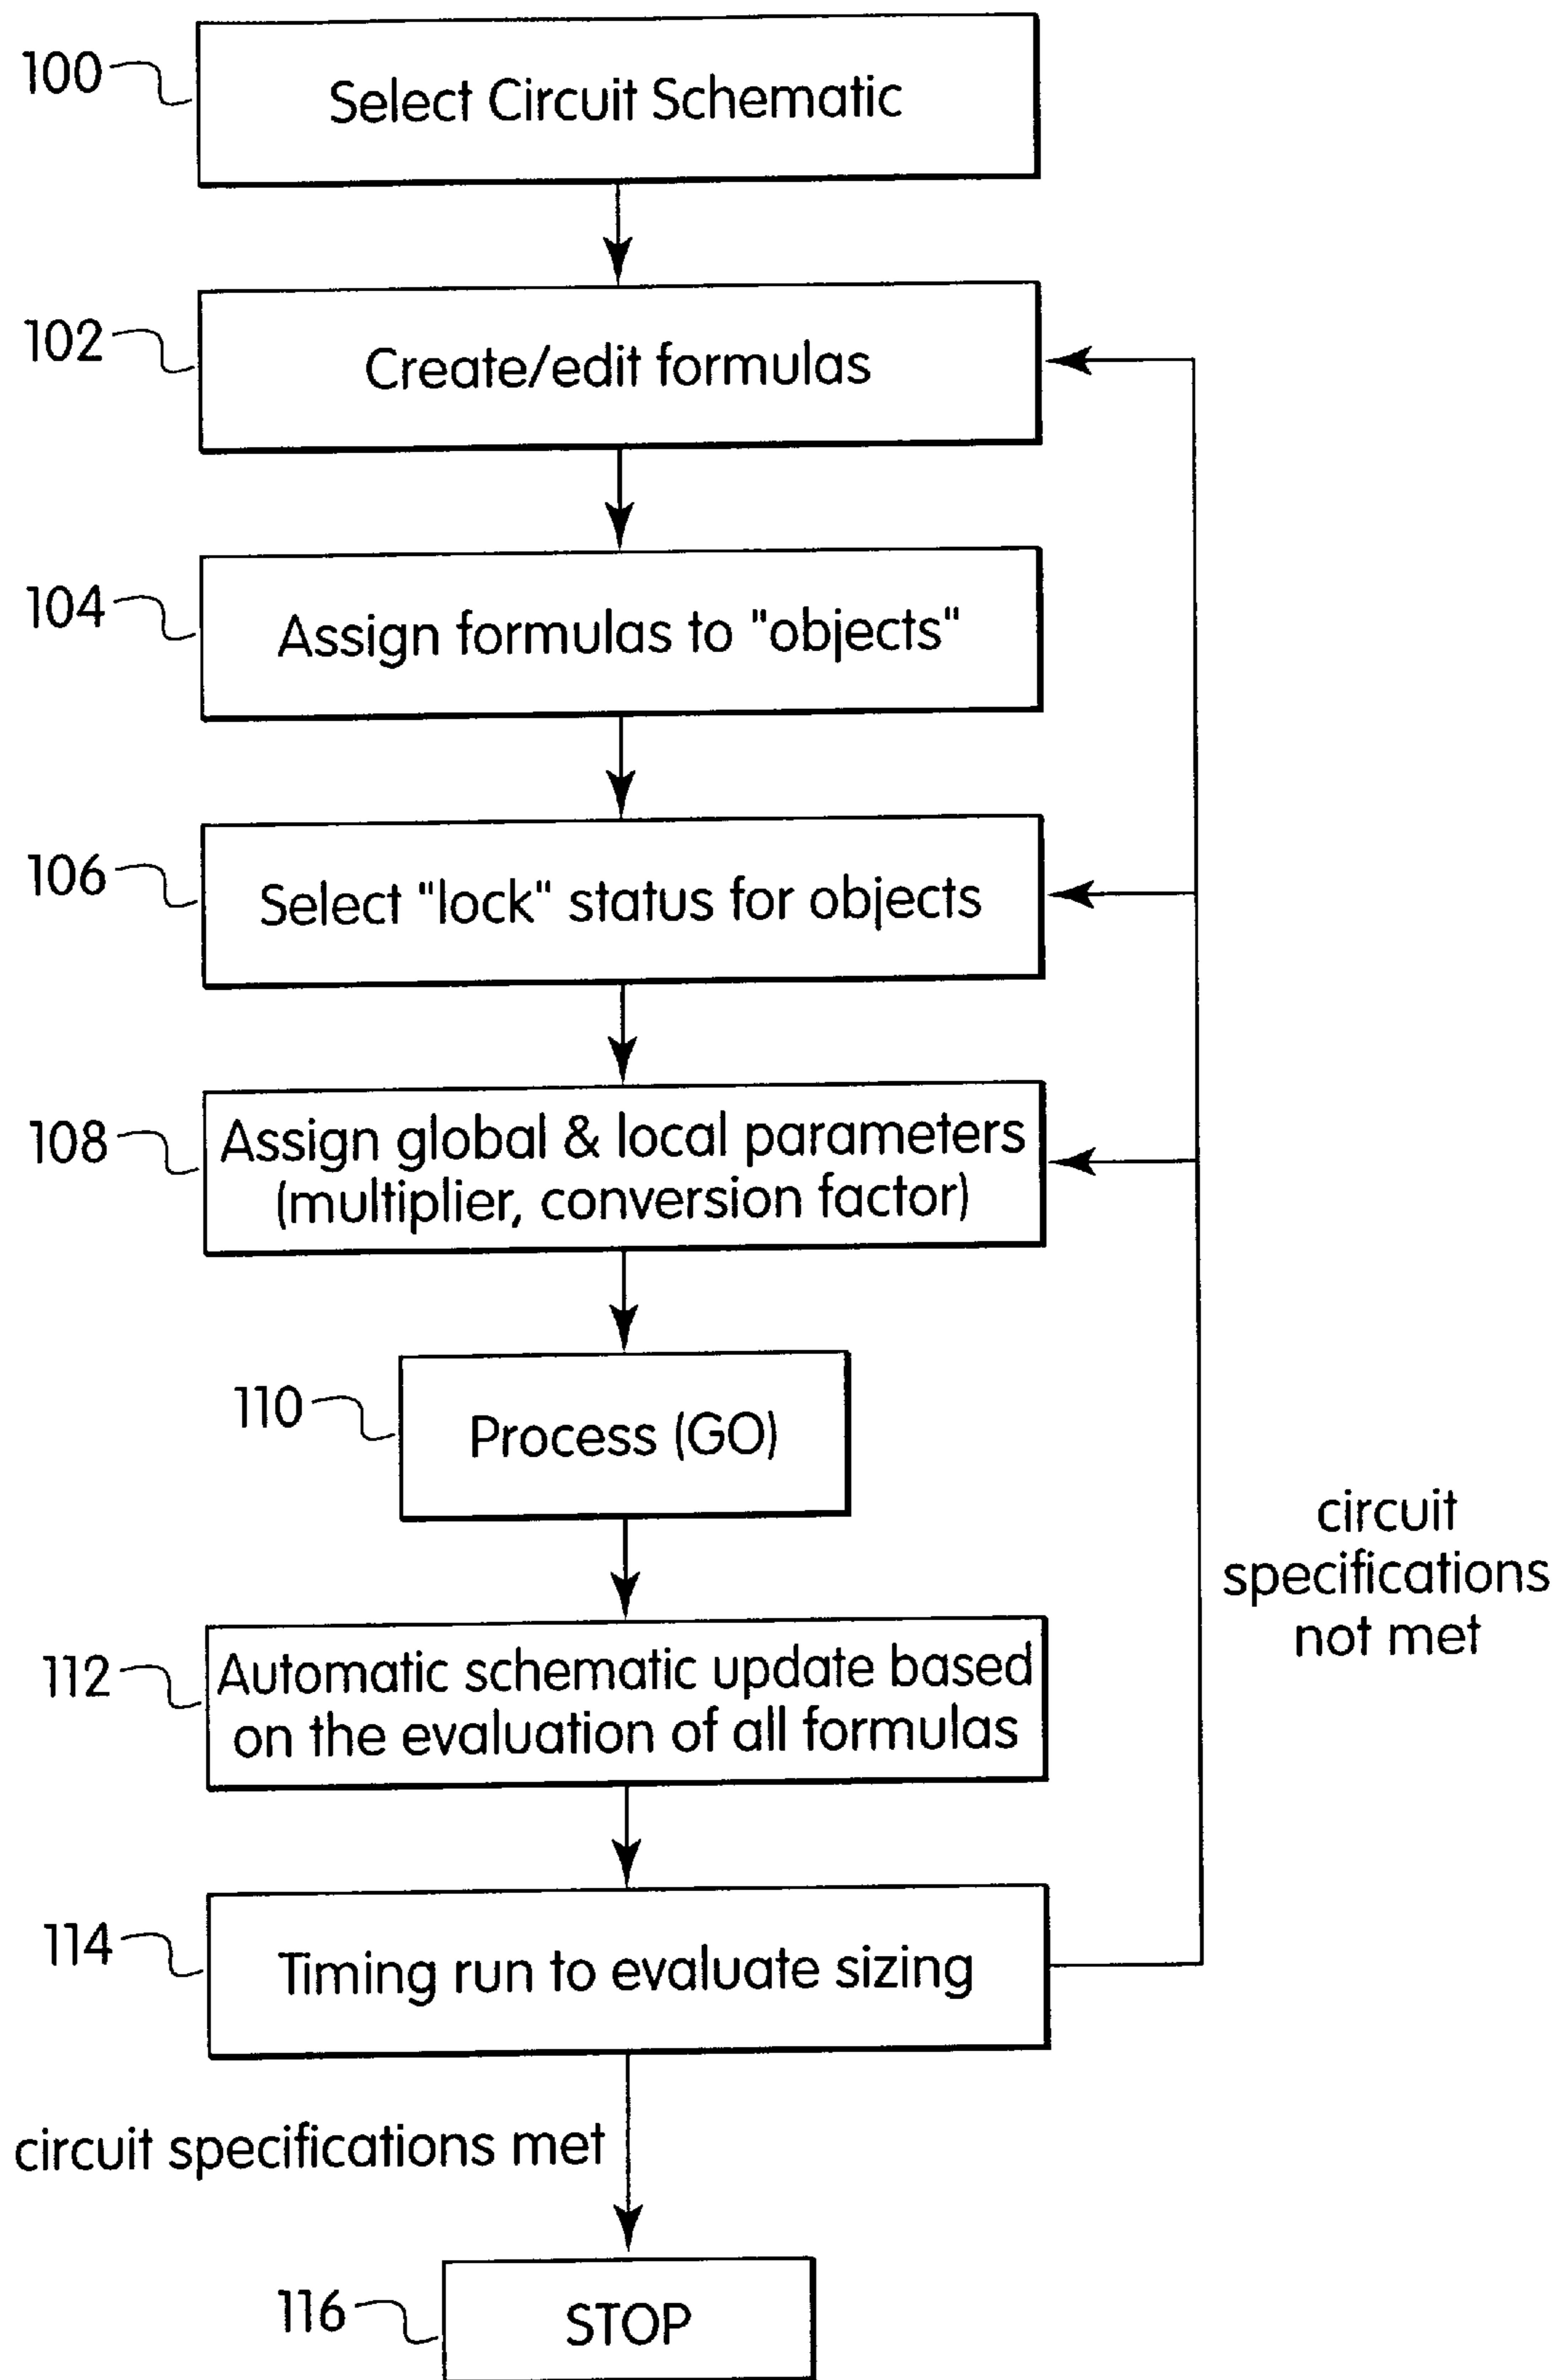 100
Select Circuit Schematic
102
Create/edit formulas
104
Assign formulas to "objects"
106
Select "lock" status for objects
108
Assign global & local parameters
(multiplier, conversion factor)
110
Process (GO)
circuit
specifications
not met
112
Automatic schematic update based
on the evaluation of all formulas
114
Timing run to evaluate sizing
circuit specifications met
116
STOP